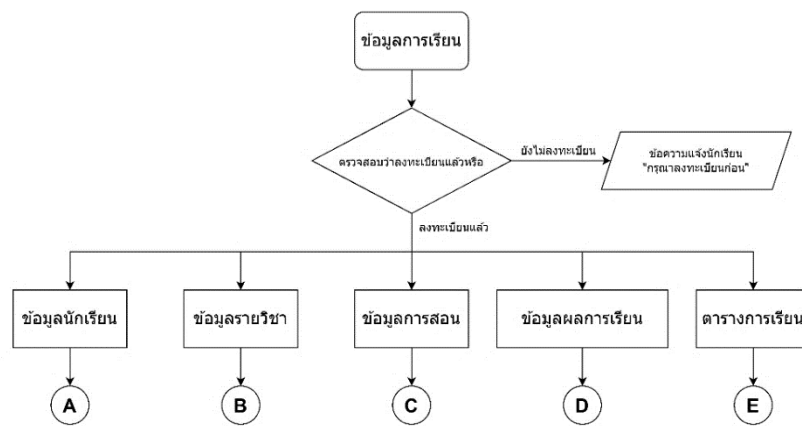 ข้อมูลการเรียน
ตรวจสอบว่าลงทะเบียนแล้วหรือ
ยังไม่ลงทะเบียน
ข้อความแจ้งนักเรียน
"กรุณาลงทะเบียนก่อน"
ลงทะเบียนแล้ว
ข้อมูลนักเรียน
ข้อมูลรายวิชา
ข้อมูลการสอน
ข้อมูลผลการเรียน
ตารางการเรียน
A
B
C
D
E